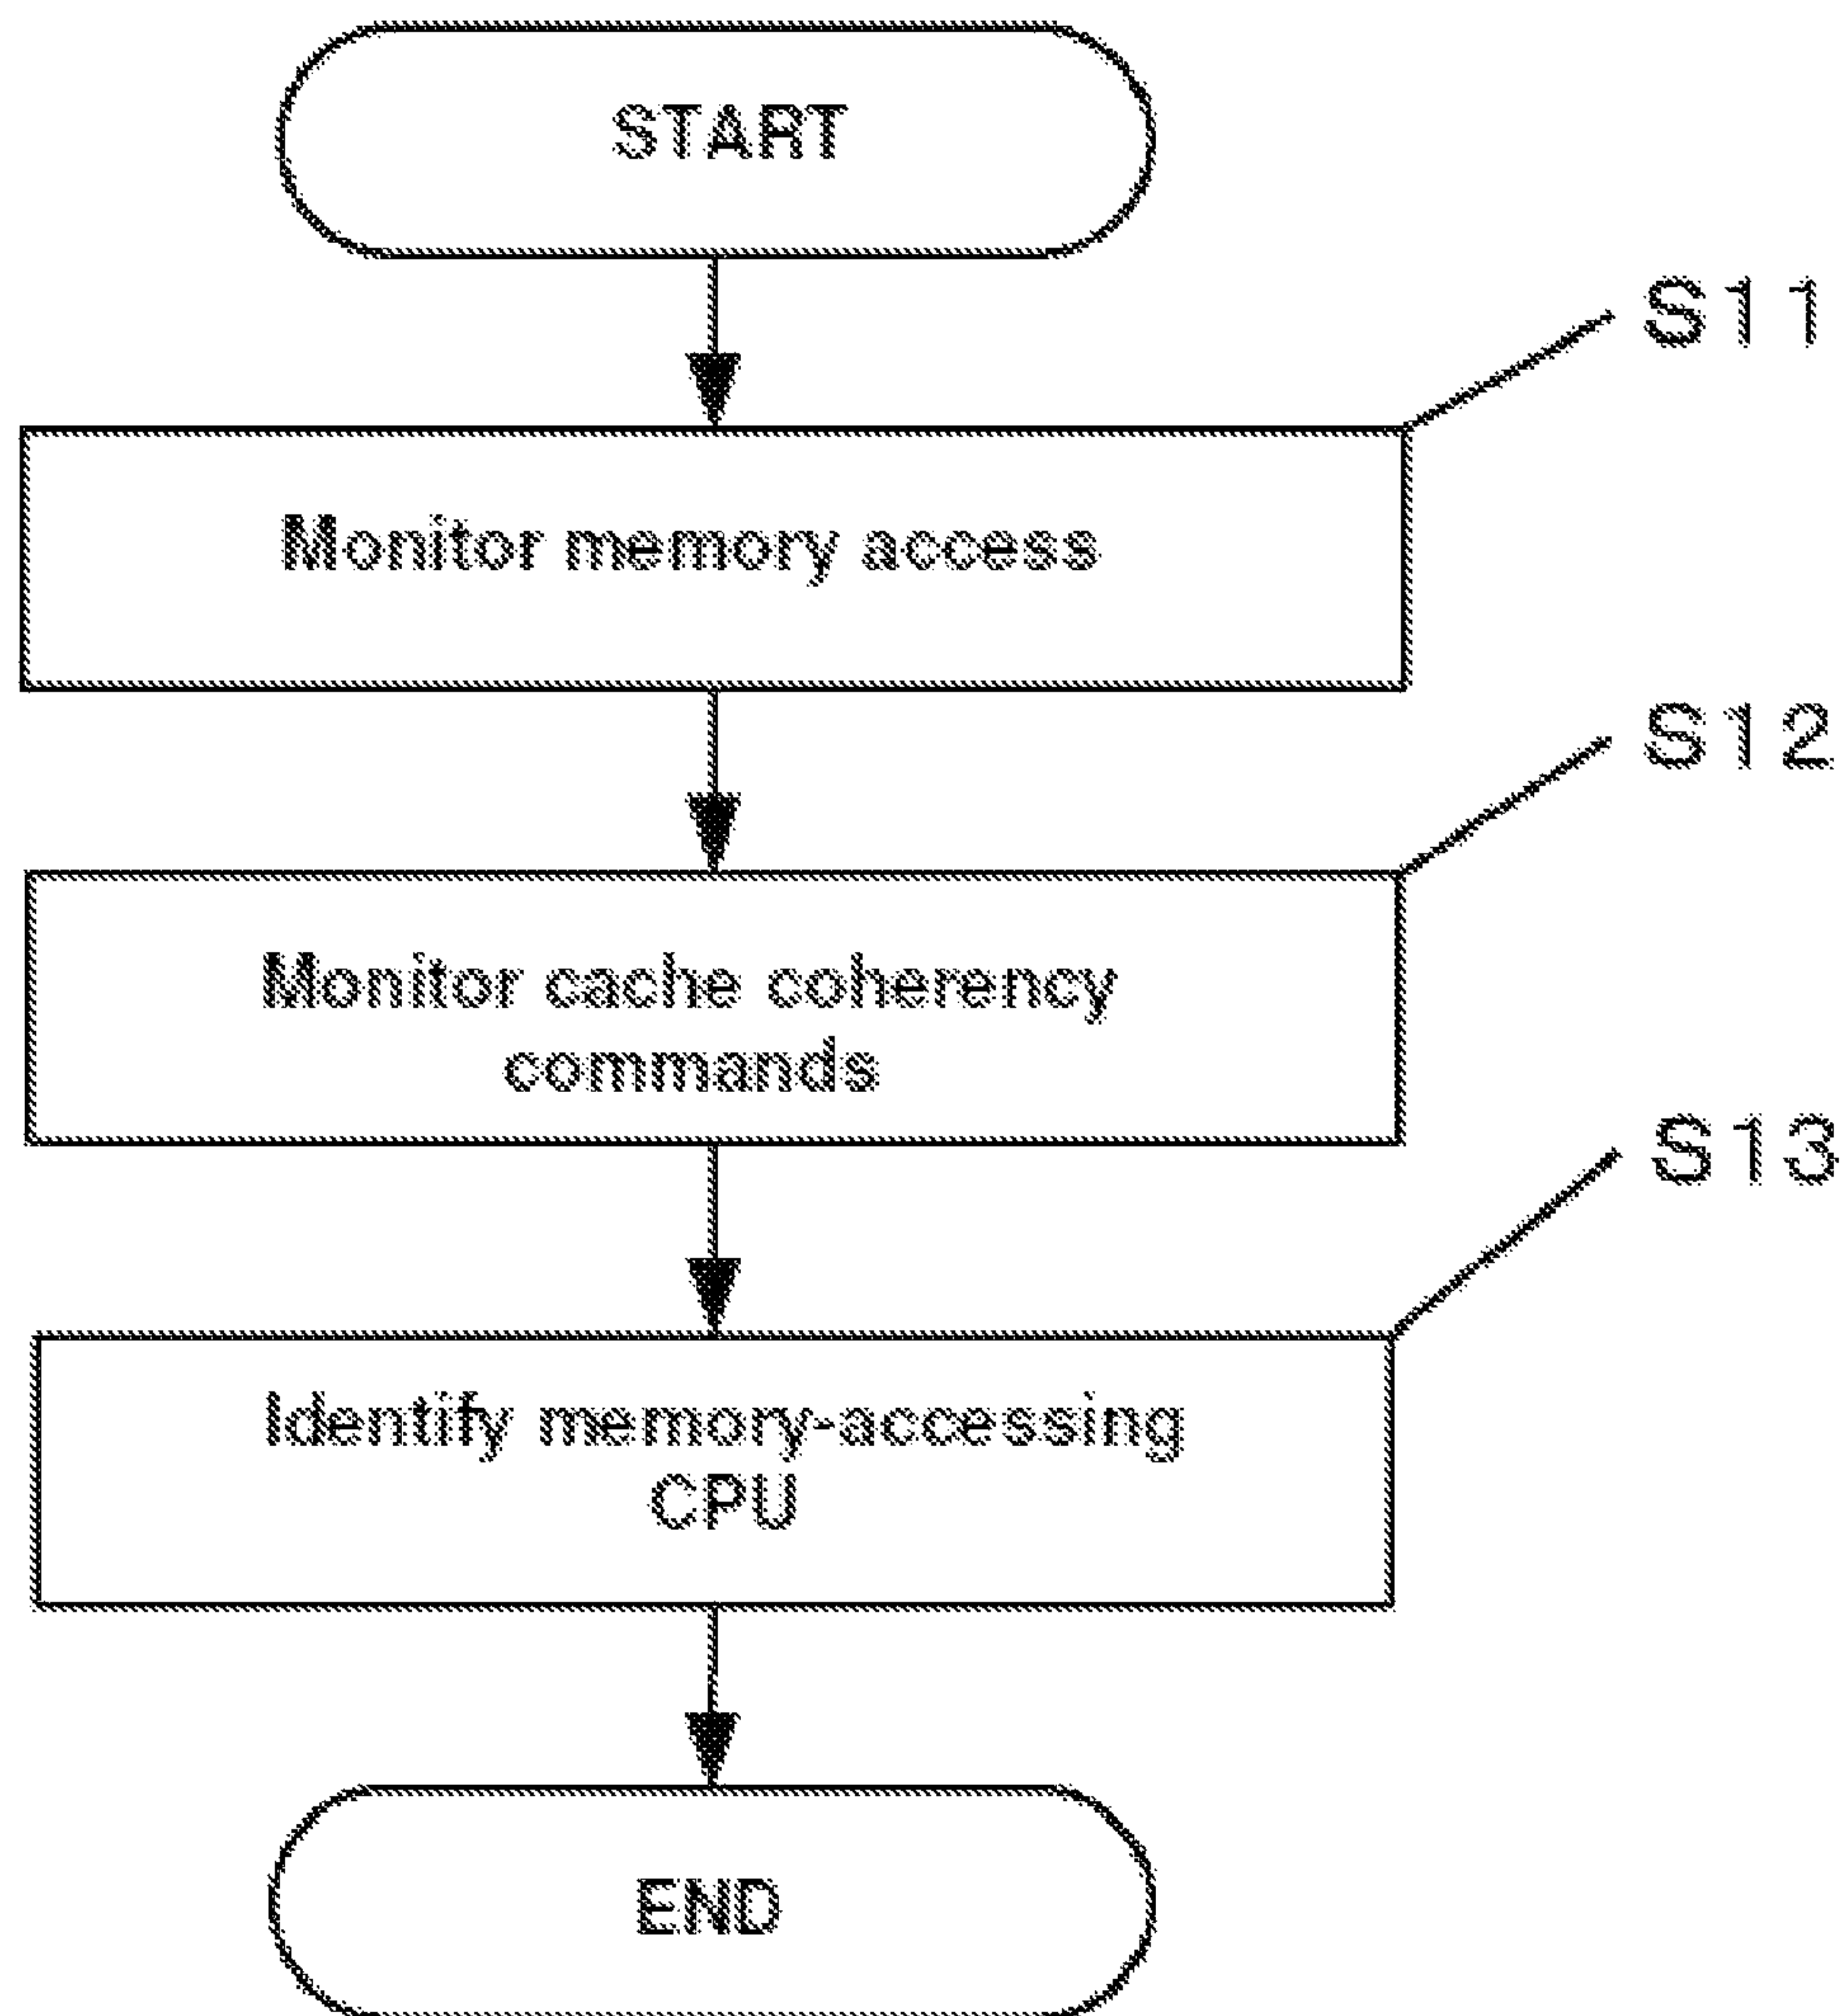 START
S11
Monitor memory access
S12
Monitor cache coherency
commands
S13
Identify memory-accessing
CPU
END